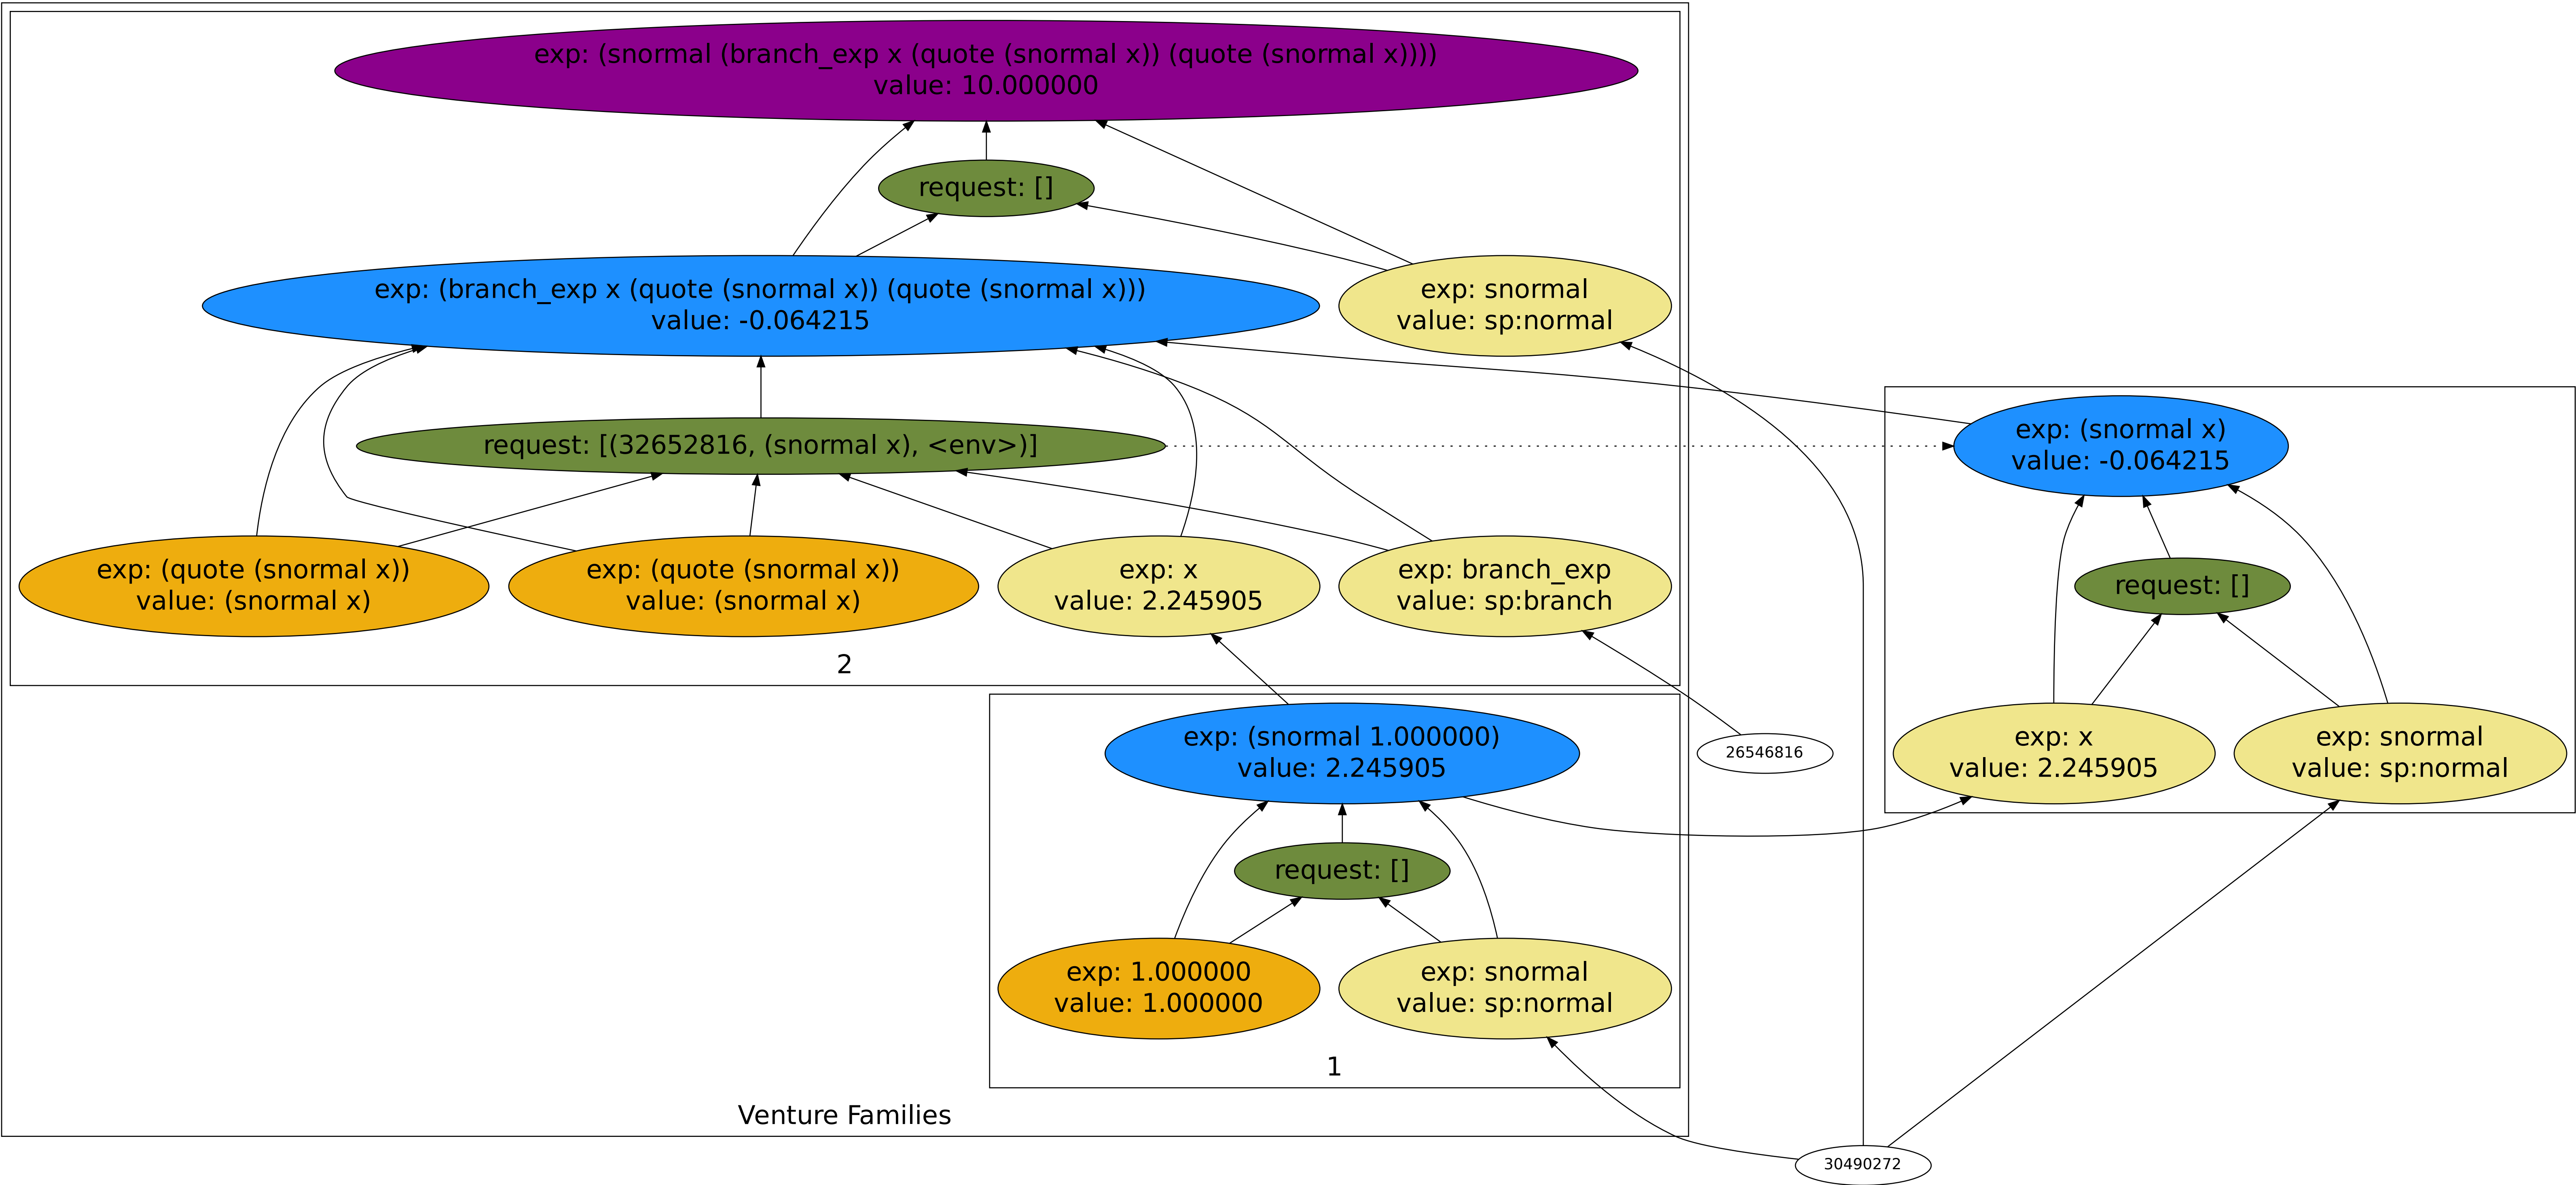 exp: (snormal (branch_exp x (quote (snormal x)) (quote (snormal x))))
value: 10.000000
request: []
exp: (branch_exp x (quote (snormal x)) (quote (snormal x)))
value: -0.064215
exp: snormal
value: sp:normal
request: [(32652816, (snormal x), <env>)]
exp: (snormal x)
value: -0.064215
exp: (quote (snormal x))
value: (snormal x)
exp: (quote (snormal x))
value: (snormal x)
exp: x
value: 2.245905
exp: branch_exp
value: sp:branch
request: []
2
exp: (snormal 1.000000)
value: 2.245905
26546816
exp: x
value: 2.245905
exp: snormal
value: sp:normal
request: []
exp: 1.000000
value: 1.000000
exp: snormal
value: sp:normal
1
Venture Families
30490272